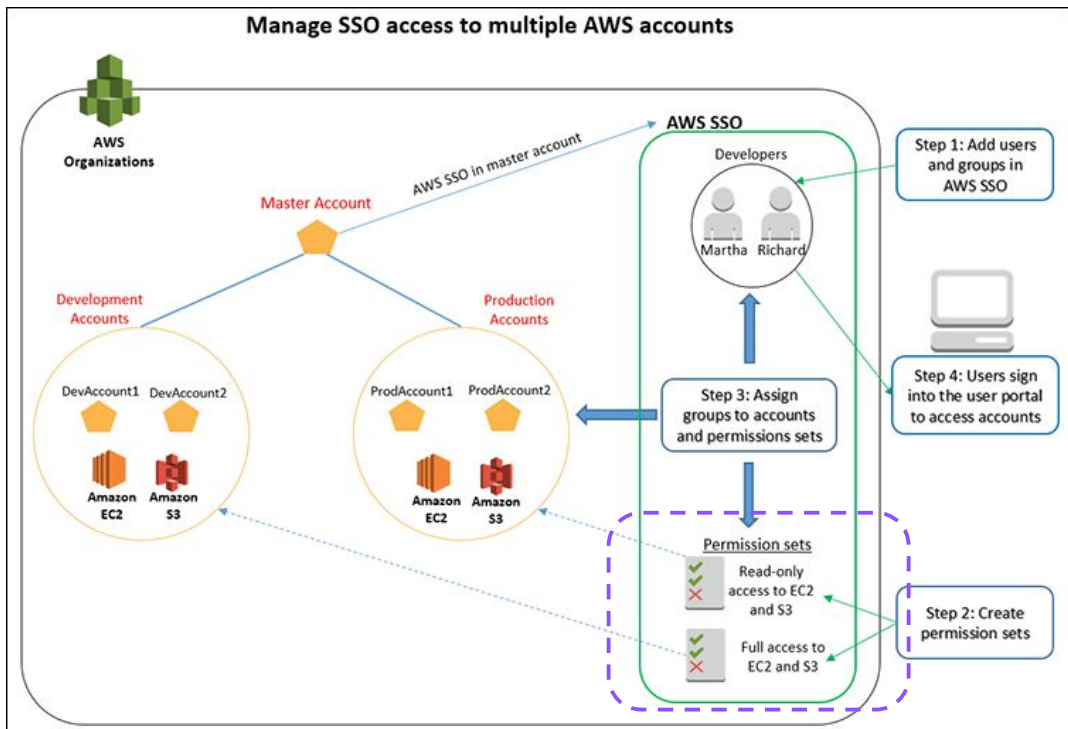 Manage SSO access to multiple AWS accounts
AWS
Organizations
AWS SSO in master account
AWS SSO
Developers
Martha
Richard
Step 1: Add users
and groups in
AWS SSO
Master Account
Development
Accounts
Production
Accounts
DevAccount1
DevAccount2
Amazon
EC2
Amazon
S3
ProdAccount1
ProdAccount2
Amazon
EC2
Amazon
S3
Step 3: Assign
groups to accounts
and permissions sets
Step 4: Users sign
into the user portal
to access accounts
Permission sets
Read-only
access to EC2
and S3
Full access to
EC2 and S3
Step 2: Create
permission sets